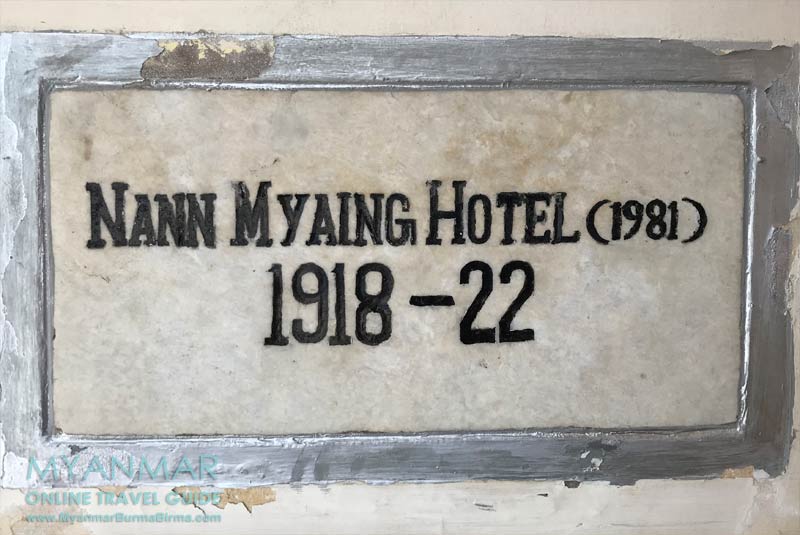 NANN MYAING HOTEL (1981)
1918-22
MYANMAR
ONLINE TRAVEL GUIDE
www.MyanmarBurmaBirma.com